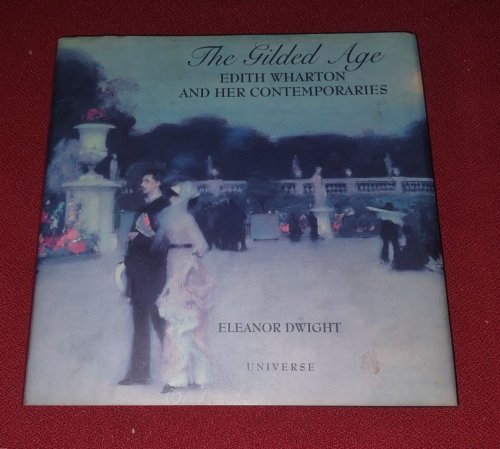 The Gilded Age
EDITH WHARTON
AND HER CONTEMPORARIES
ELEANOR DWIGHT
UNIVERSE